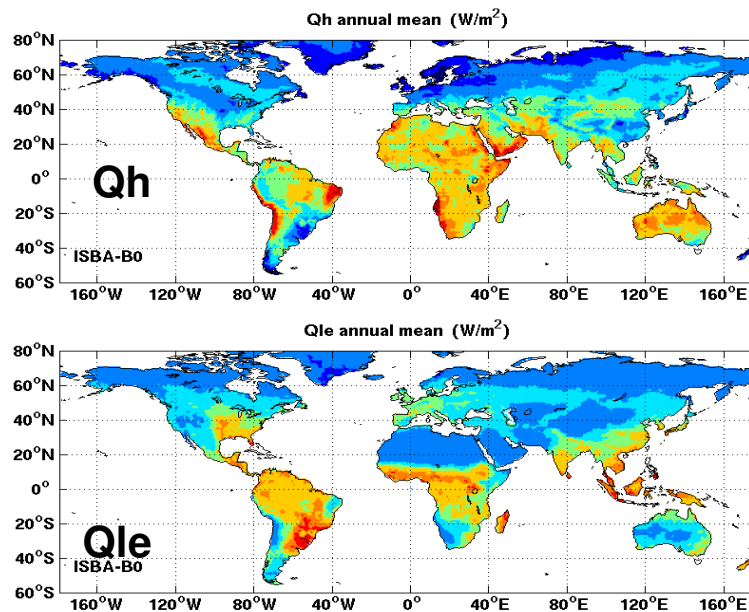 Qh annual mean (W/m²)
80°N
60°N
40°N
20°N
0°
20°S
40°S
60°S
Qh
ISBA-B0
160°W 120°W 80°W 40°W 0° 40°E 80°E 120°E 160°E
Qle annual mean (W/m²)
80°N
60°N
40°N
20°N
0°
20°S
40°S
60°S
Qle
ISBA-B0
160°W 120°W 80°W 40°W 0° 40°E 80°E 120°E 160°E